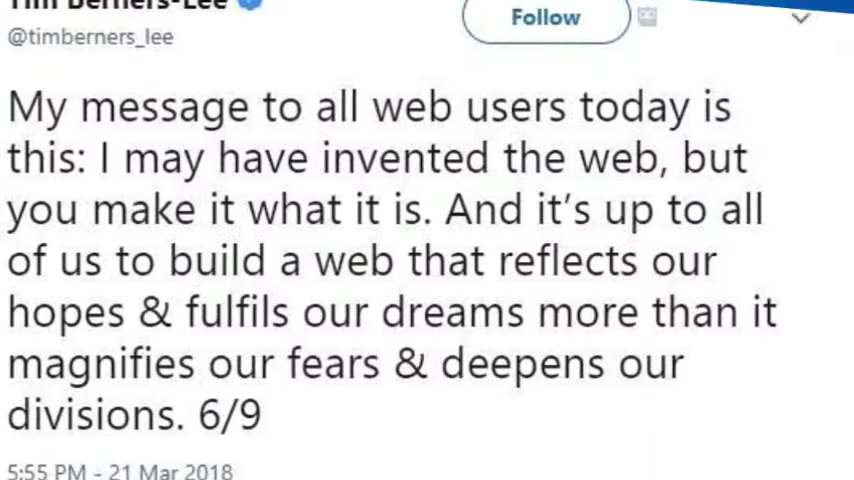 Tim Berners-Lee
Follow
@timberners_lee
My message to all web users today is
this: I may have invented the web, but
you make it what it is. And it’s up to all
of us to build a web that reflects our
hopes & fulfils our dreams more than it
magnifies our fears & deepens our
divisions. 6/9
5:55 PM - 21 Mar 2018